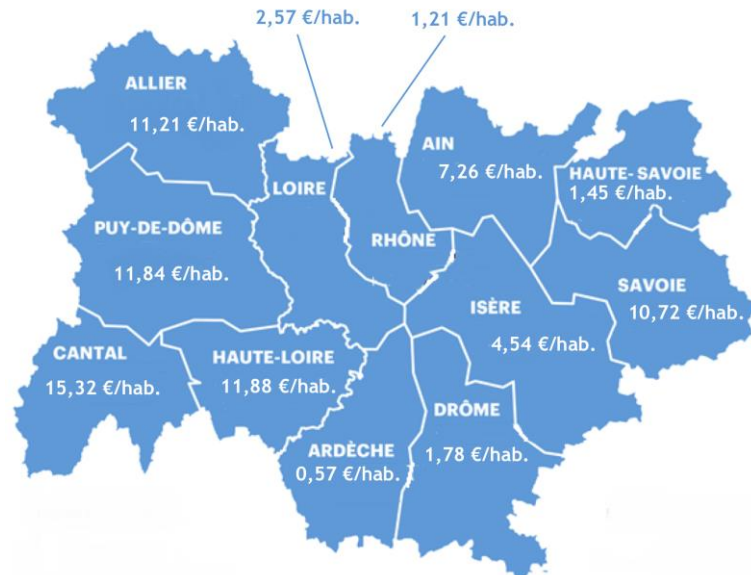 2,57 €/hab.
1,21 €/hab.
ALLIER
11,21 €/hab.
AIN
7,26 €/hab.
HAUTE- SAVOIE
1,45 €/hab.
LOIRE
RHÔNE
PUY-DE-DÔME
11,84 €/hab.
SAVOIE
10,72 €/hab.
ISÈRE
4,54 €/hab.
CANTAL
15,32 €/hab.
HAUTE-LOIRE
11,88 €/hab.
DRÔME
1,78 €/hab.
ARDÈCHE
0,57 €/hab.